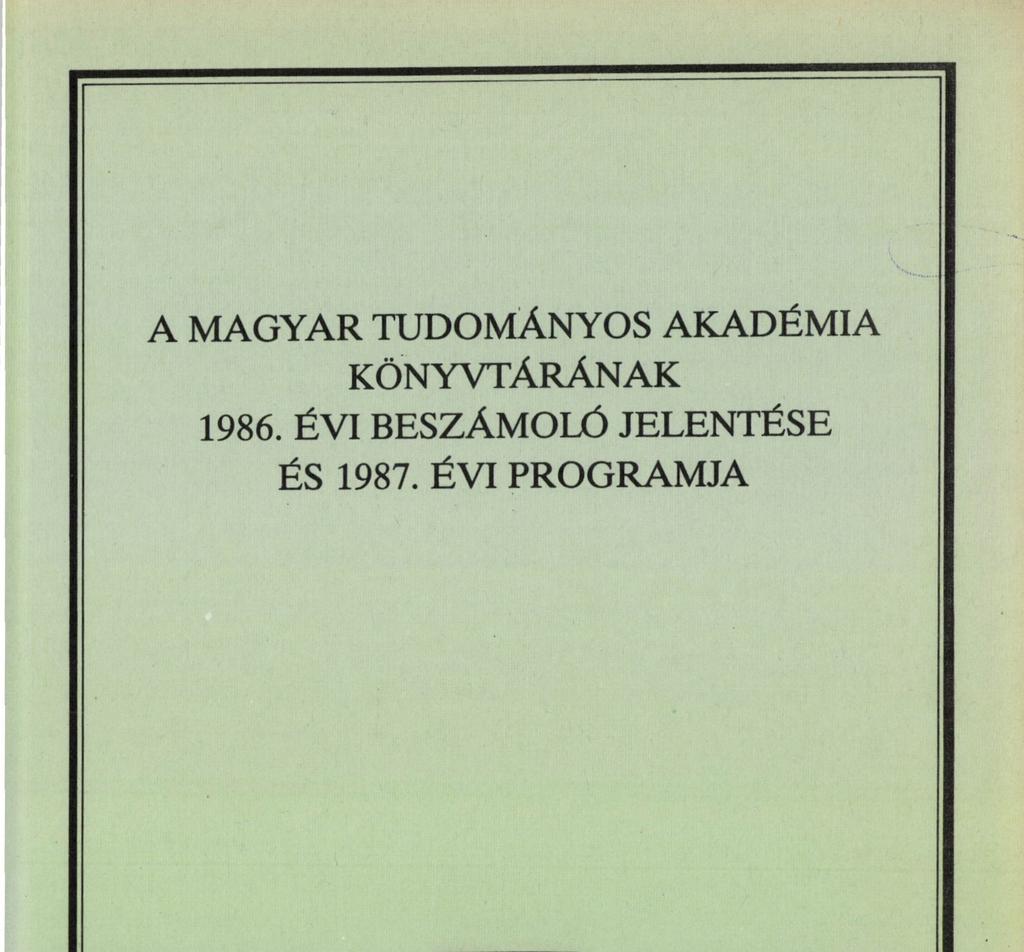 A MAGYAR TUDOMÁNYOS AKADÉMIA
KÖNYVTÁRÁNAK
1986. ÉVI BESZÁMOLÓ JELENTÉSE
ÉS 1987. ÉVI PROGRAMJA